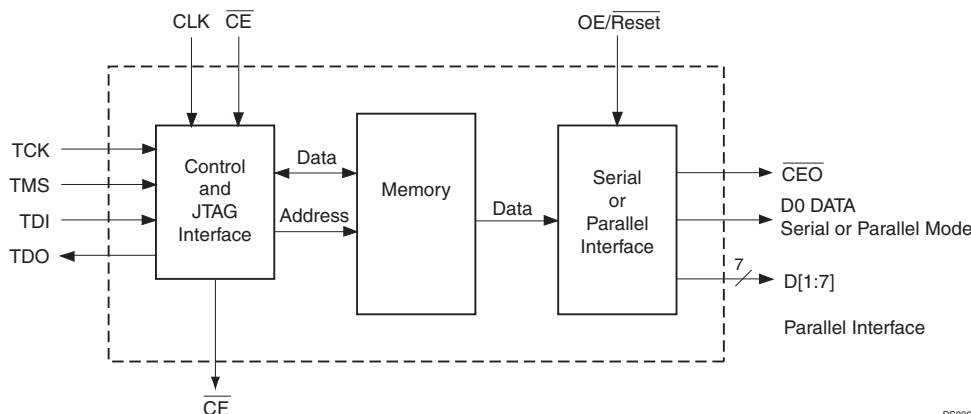 CLK
CE
OE/Reset
TCK
TMS
TDI
TDO
Control
and
JTAG
Interface
Data
Address
Memory
Data
Serial
or
Parallel
Interface
CEO
D0 DATA
Serial or Parallel Mode
7
D[1:7]
Parallel Interface
CF